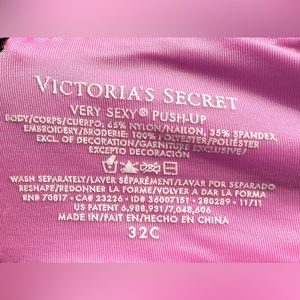 VICTORIA'S SECRET
VERY SEXY® PUSH-UP
BODY/CORPS/CUERPO: 65% NYLON/NAILON, 35% SPANDEX,
EMBROIDERY/BRODERIE: 100% POLYESTER/POLIÉSTER
EXCL. OF DECORATION/GARNITURE EXCLUSIVE/
EXCEPTO DECORACIÓN
WASH SEPARATELY/LAVER SÉPARÉMENT/LAVAR POR SEPARADO
RESHAPE/REDONNER LA FORME/VOLVER A DAR LA FORMA
RN# 70817 • CA# 23226 • ID# 36007151 • 280289 • 11/11
US PATENT 6,988,931/7,048,606
MADE IN/FAIT EN/HECHO EN CHINA
32C